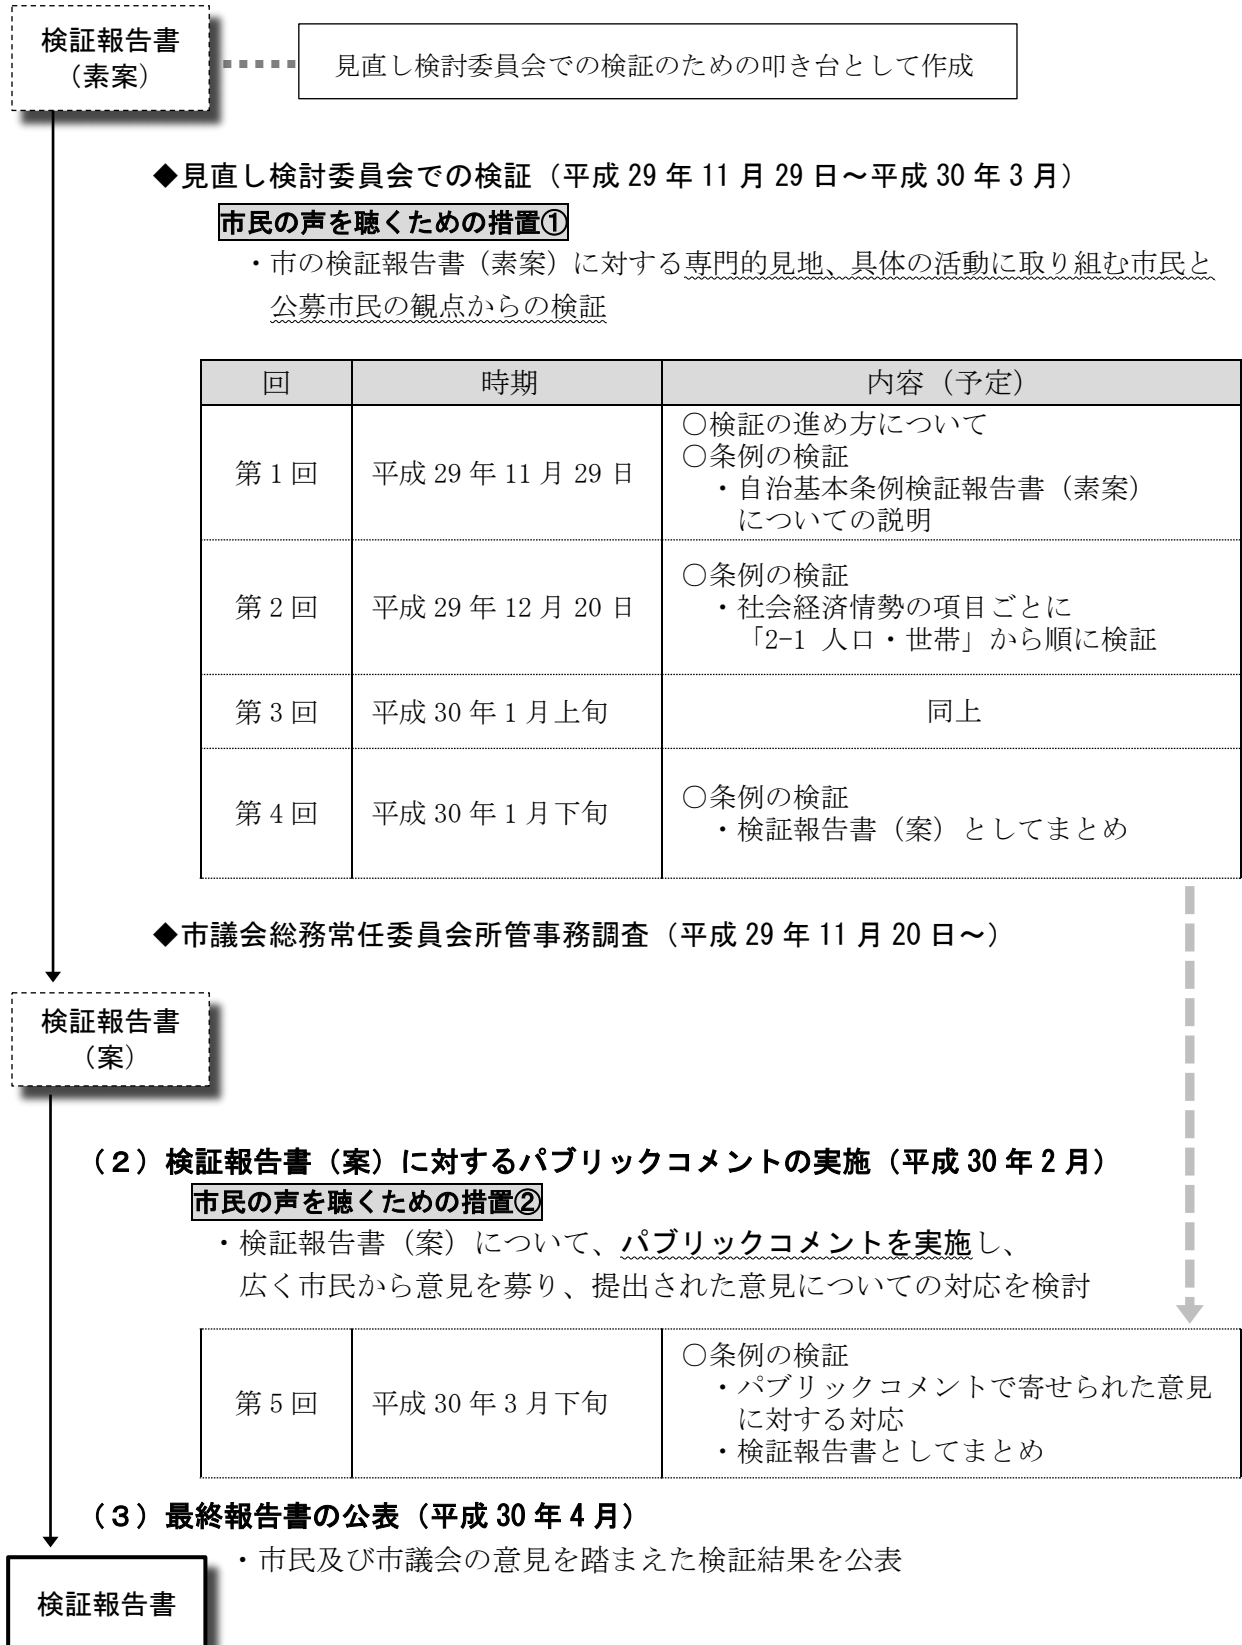 検証報告書
（素案）
見直し検討委員会での検証のための叩き台として作成
◆見直し検討委員会での検証（平成 29 年 11 月 29 日～平成 30 年 3 月）
市民の声を聴くための措置①
・市の検証報告書（素案）に対する専門的見地、具体の活動に取り組む市民と
公募市民の観点からの検証
回 時期 内容（予定）
第 1 回 平成 29 年 11 月 29 日
○検証の進め方について
○条例の検証
・自治基本条例検証報告書（素案）
についての説明
第 2 回 平成 29 年 12 月 20 日
○条例の検証
・社会経済情勢の項目ごとに
「2-1 人口・世帯」から順に検証
第 3 回 平成 30 年 1 月上旬 同上
第 4 回 平成 30 年 1 月下旬
○条例の検証
・検証報告書（案）としてまとめ
◆市議会総務常任委員会所管事務調査（平成 29 年 11 月 20 日～）
検証報告書
（案）
（２）検証報告書（案）に対するパブリックコメントの実施（平成 30 年 2 月）
市民の声を聴くための措置②
・検証報告書（案）について、パブリックコメントを実施し、
広く市民から意見を募り、提出された意見についての対応を検討
第 5 回 平成 30 年 3 月下旬
○条例の検証
・パブリックコメントで寄せられた意見
に対する対応
・検証報告書としてまとめ
（３）最終報告書の公表（平成 30 年 4 月）
・市民及び市議会の意見を踏まえた検証結果を公表
検証報告書